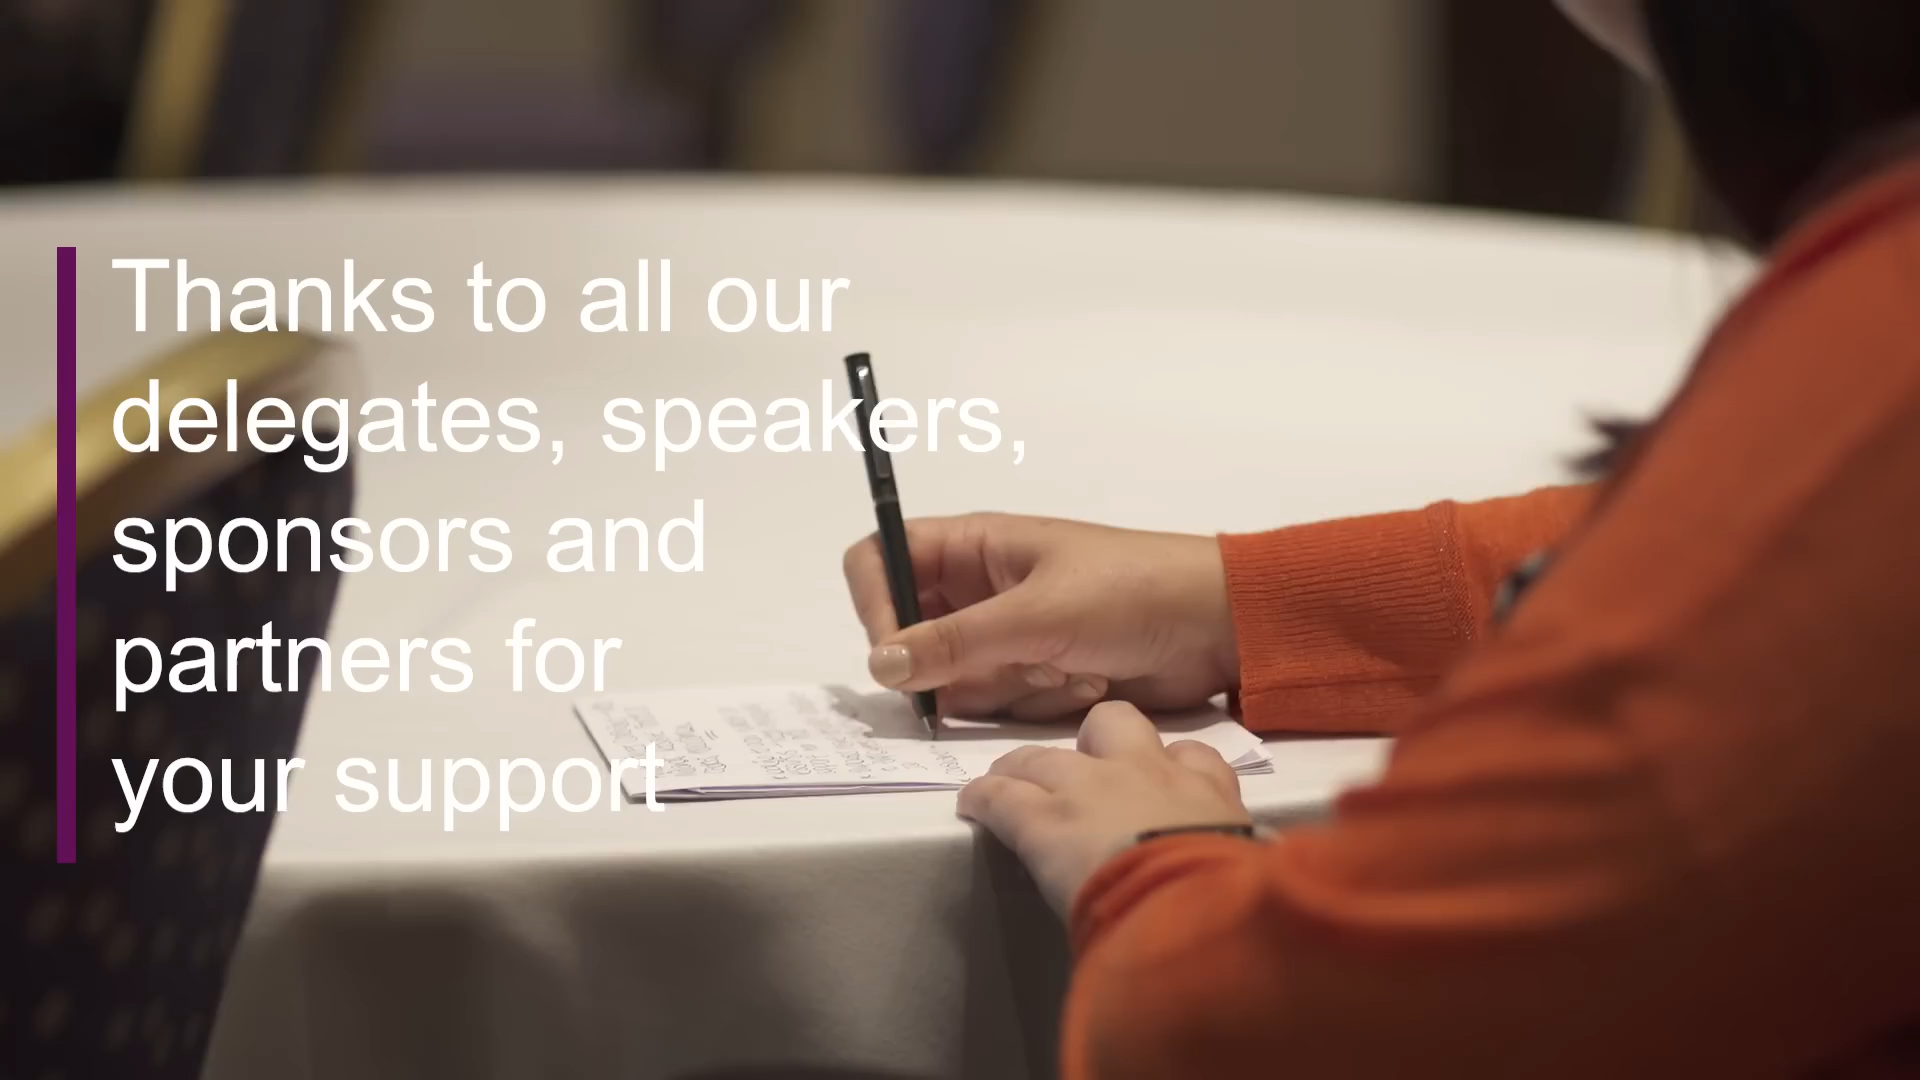 Thanks to all our
delegates, speakers,
sponsors and
partners for
your support